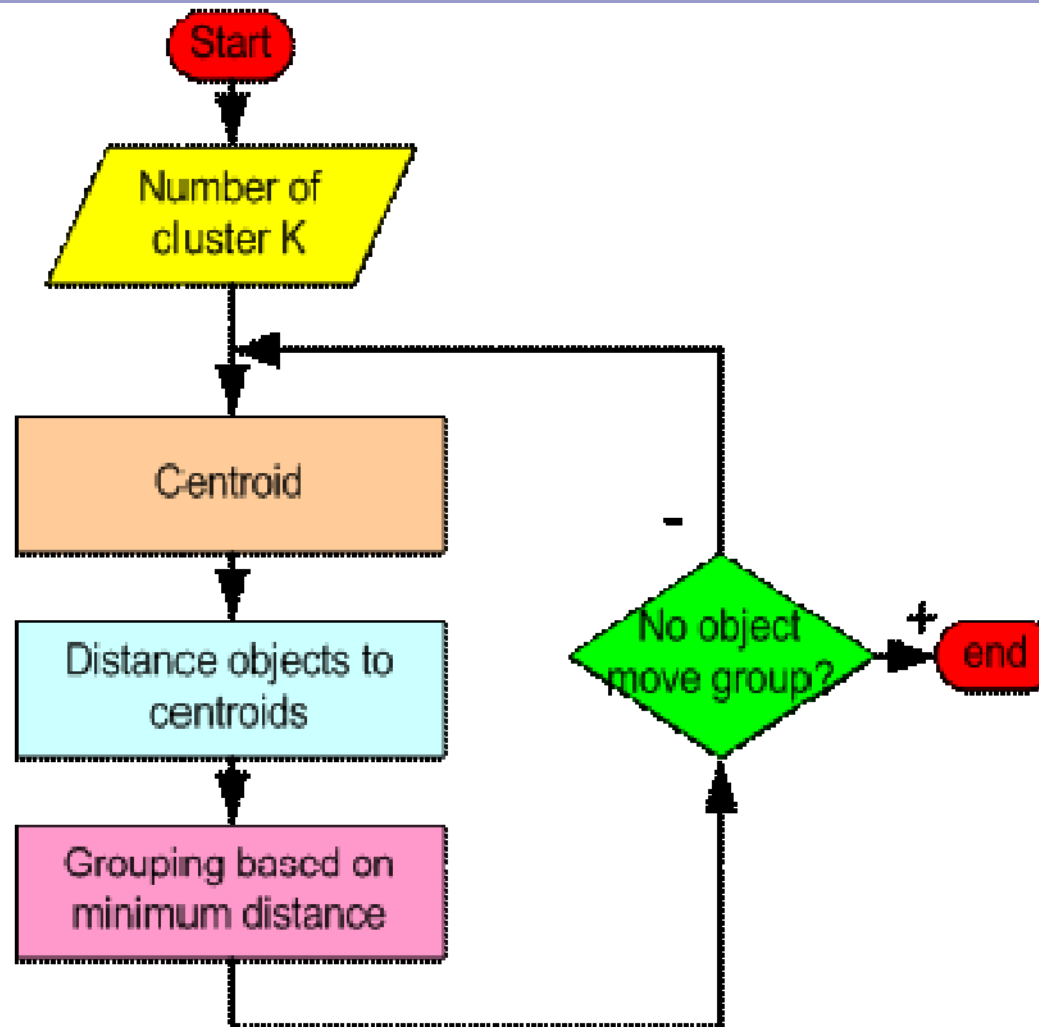 Start
Number of
cluster K
Centroid
-
No object
move group?
+
end
Distance objects to
centroids
Grouping based on
minimum distance